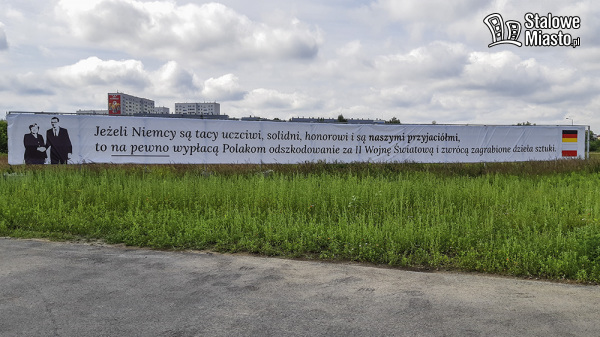 Stalowe
Miasto.pl
Jeżeli Niemcy są tacy uczciwi, solidni, honorowi i są naszymi przyjaciółmi,
to na pewno wypłacą Polakom odszkodowanie za II Wojnę Światową i zwrócą zagrabione dzieła sztuki.